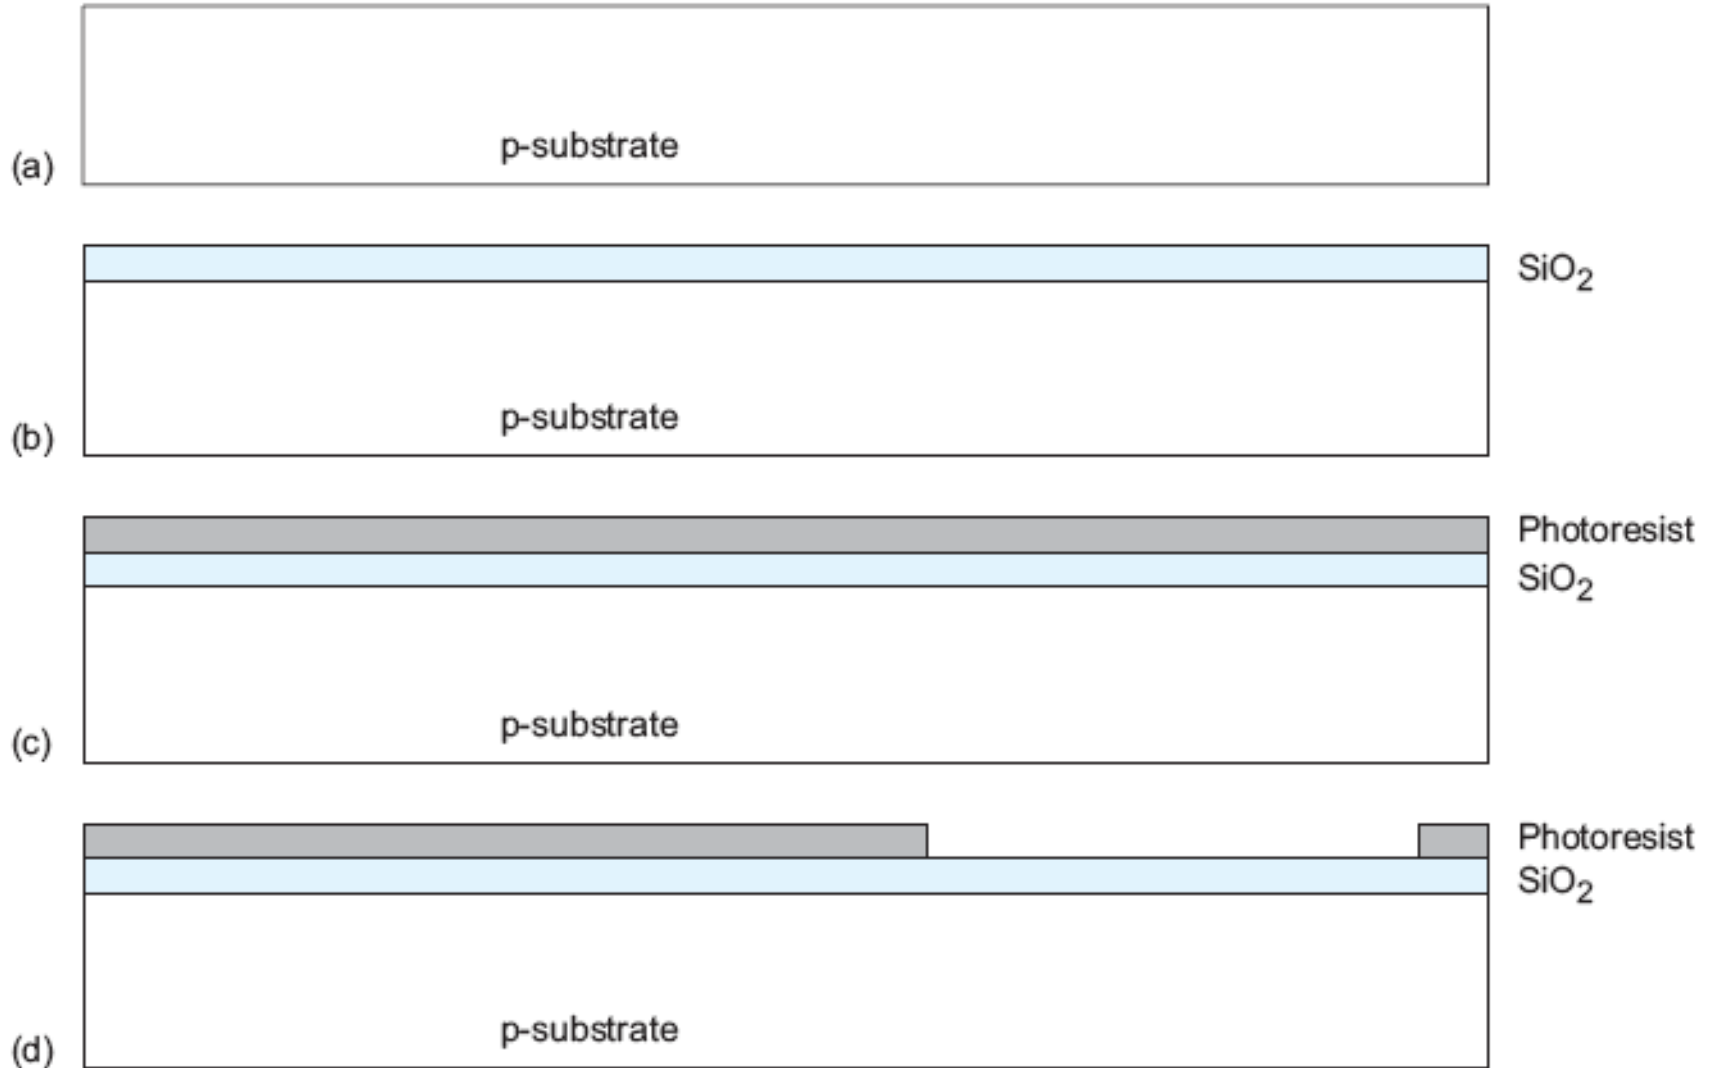 p-substrate
(a)
SiO₂
p-substrate
(b)
Photoresist
SiO₂
p-substrate
(c)
Photoresist
SiO₂
p-substrate
(d)